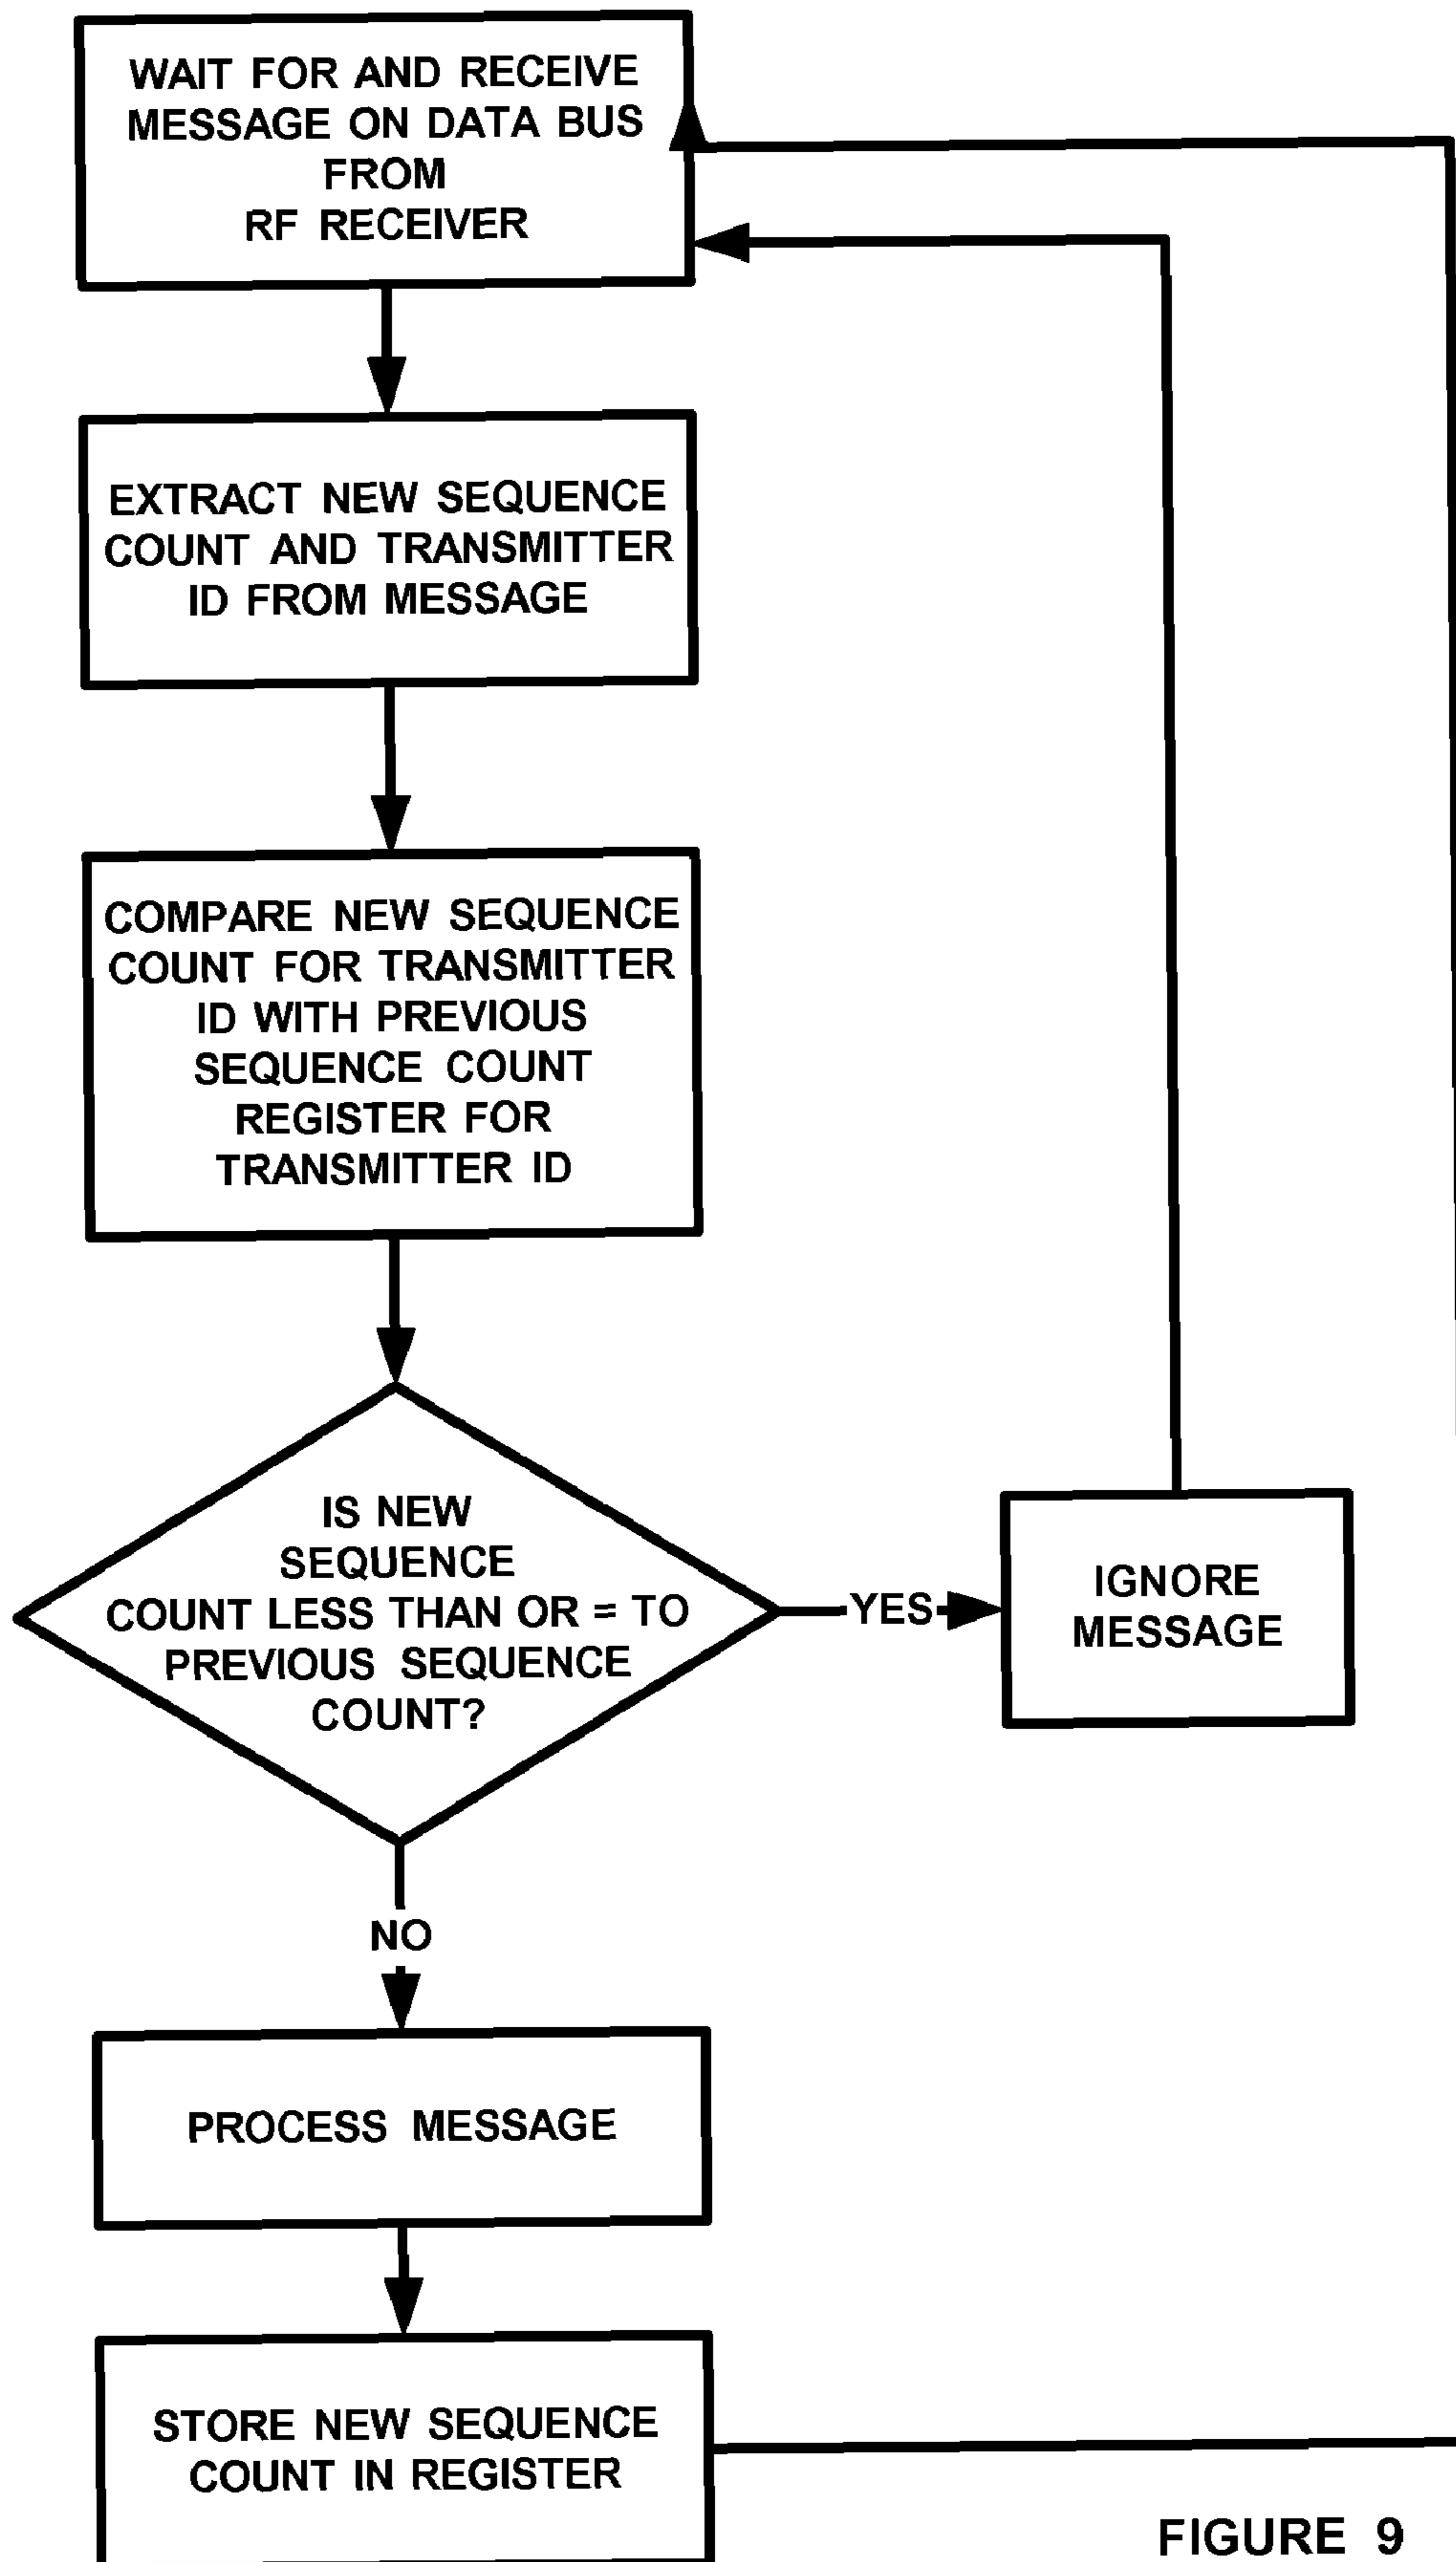 WAIT FOR AND RECEIVE
MESSAGE ON DATA BUS
FROM
RF RECEIVER
EXTRACT NEW SEQUENCE
COUNT AND TRANSMITTER
ID FROM MESSAGE
COMPARE NEW SEQUENCE
COUNT FOR TRANSMITTER
ID WITH PREVIOUS
SEQUENCE COUNT
REGISTER FOR
TRANSMITTER ID
IS NEW
SEQUENCE
COUNT LESS THAN OR = TO
PREVIOUS SEQUENCE
COUNT?
YES
IGNORE
MESSAGE
NO
PROCESS MESSAGE
STORE NEW SEQUENCE
COUNT IN REGISTER
FIGURE 9